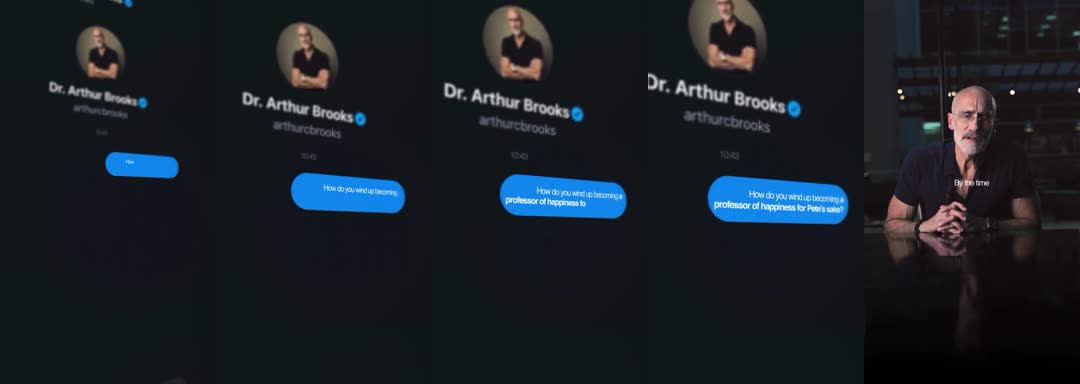 Dr. Arthur Brooks
arthurcbrooks
Dr. Arthur Brooks
arthurcbrooks
10:43
How do you wind up becoming
Dr. Arthur Brooks
arthurcbrooks
10:43
How do you wind up becoming a
professor of happiness fo
Dr. Arthur Brooks
arthurcbrooks
10:43
How do you wind up becoming a
professor of happiness for Pete's sake?
By the time